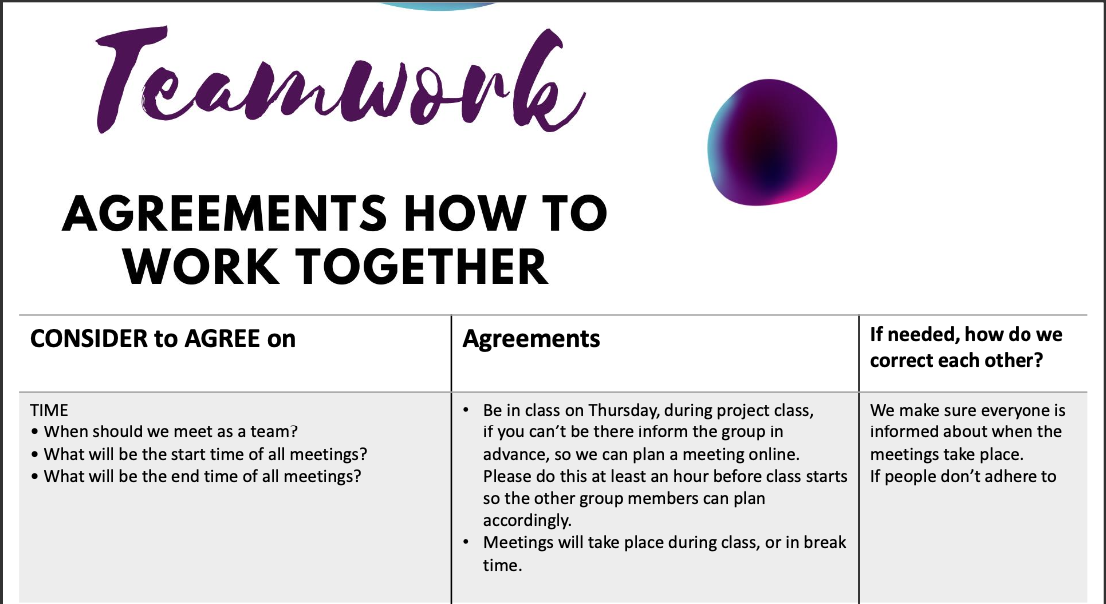 Teamwork
AGREEMENTS HOW TO
WORK TOGETHER
CONSIDER to AGREE on
Agreements
If needed, how do we
correct each other?
TIME
• When should we meet as a team?
• What will be the start time of all meetings?
• What will be the end time of all meetings?
• Be in class on Thursday, during project class,
if you can’t be there inform the group in
advance, so we can plan a meeting online.
Please do this at least an hour before class starts
so the other group members can plan
accordingly.
• Meetings will take place during class, or in break
time.
We make sure everyone is
informed about when the
meetings take place.
If people don’t adhere to